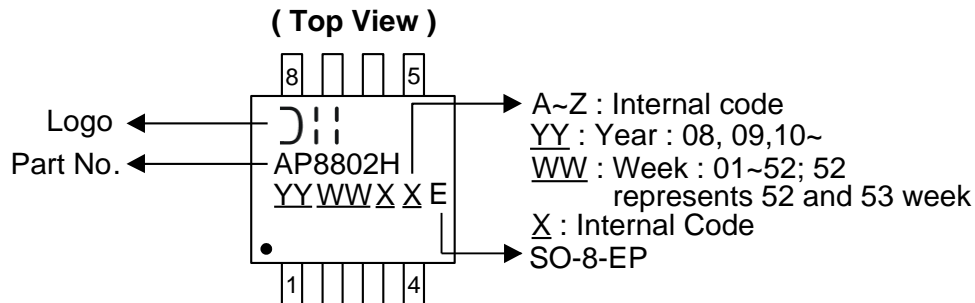 ( Top View )
8 5
Logo
Part No.
AP8802H
YY WW X X E
A~Z : Internal code
YY : Year : 08, 09,10~
WW : Week : 01~52; 52
represents 52 and 53 week
X : Internal Code
SO-8-EP
1 4